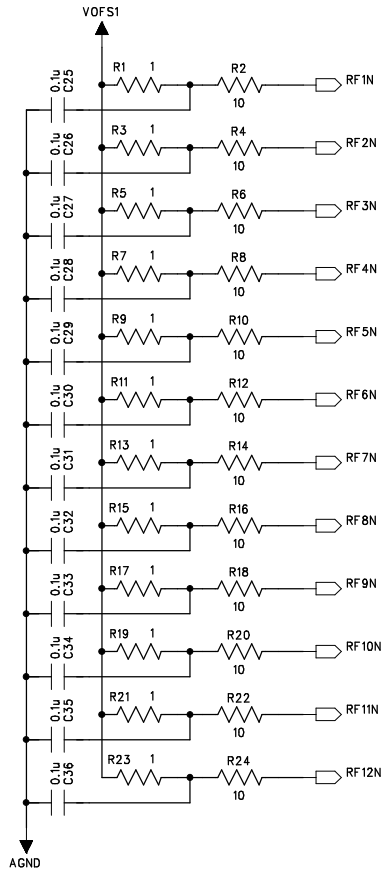 VOFS1
R1 1 R2 RF1N
0.1u C25 10
R3 1 R4 RF2N
0.1u C26 10
R5 1 R6 RF3N
0.1u C27 10
R7 1 R8 RF4N
0.1u C28 10
R9 1 R10 RF5N
0.1u C29 10
R11 1 R12 RF6N
0.1u C30 10
R13 1 R14 RF7N
0.1u C31 10
R15 1 R16 RF8N
0.1u C32 10
R17 1 R18 RF9N
0.1u C33 10
R19 1 R20 RF10N
0.1u C34 10
R21 1 R22 RF11N
0.1u C35 10
R23 1 R24 RF12N
0.1u C36 10
AGND